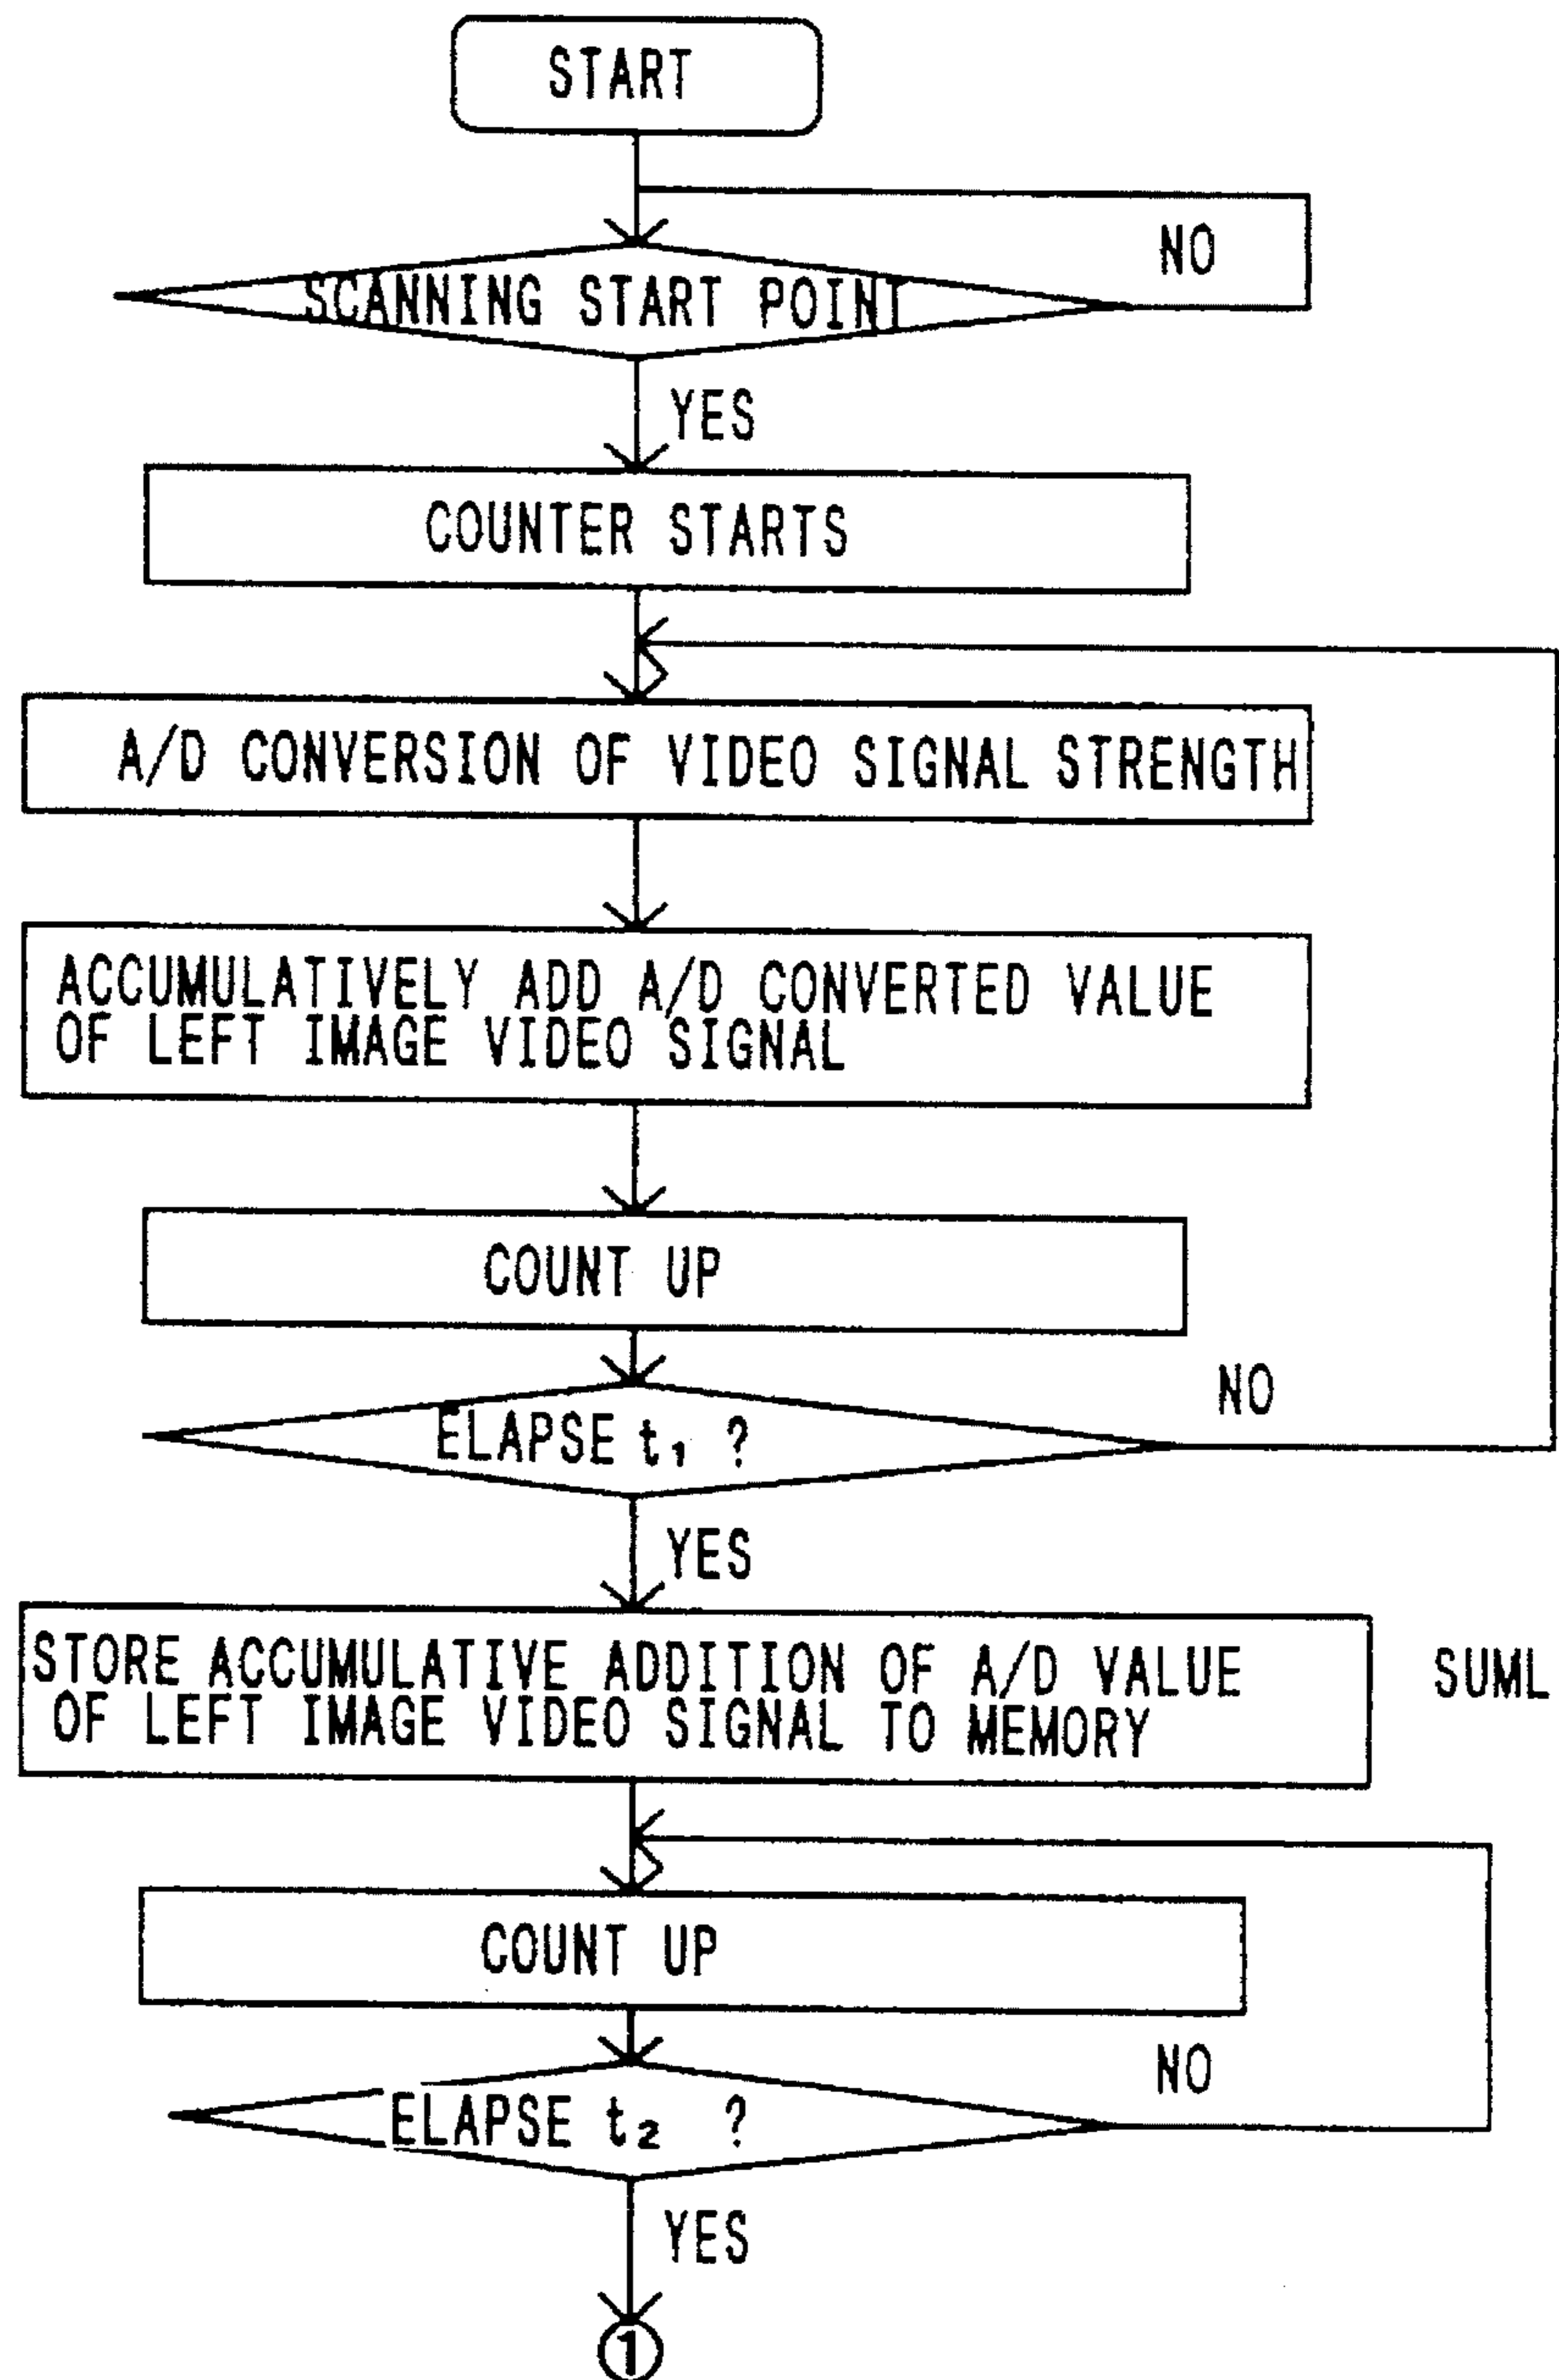 START
NO
SCANNING START POINT
YES
COUNTER STARTS
A/D CONVERSION OF VIDEO SIGNAL STRENGTH
ACCUMULATIVELY ADD A/D CONVERTED VALUE
OF LEFT IMAGE VIDEO SIGNAL
COUNT UP
NO
ELAPSE t₁ ?
YES
STORE ACCUMULATIVE ADDITION OF A/D VALUE
OF LEFT IMAGE VIDEO SIGNAL TO MEMORY
SUML
COUNT UP
NO
ELAPSE t₂ ?
YES
①